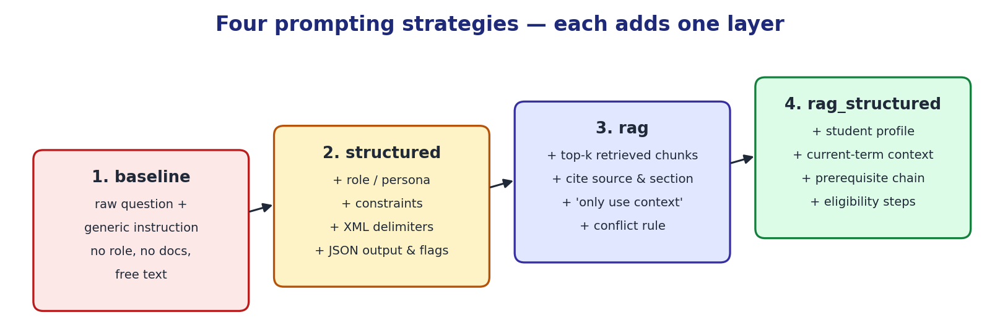 Four prompting strategies — each adds one layer
1. baseline
raw question +
generic instruction
no role, no docs,
free text
2. structured
+ role / persona
+ constraints
+ XML delimiters
+ JSON output & flags
3. rag
+ top-k retrieved chunks
+ cite source & section
+ 'only use context'
+ conflict rule
4. rag_structured
+ student profile
+ current-term context
+ prerequisite chain
+ eligibility steps